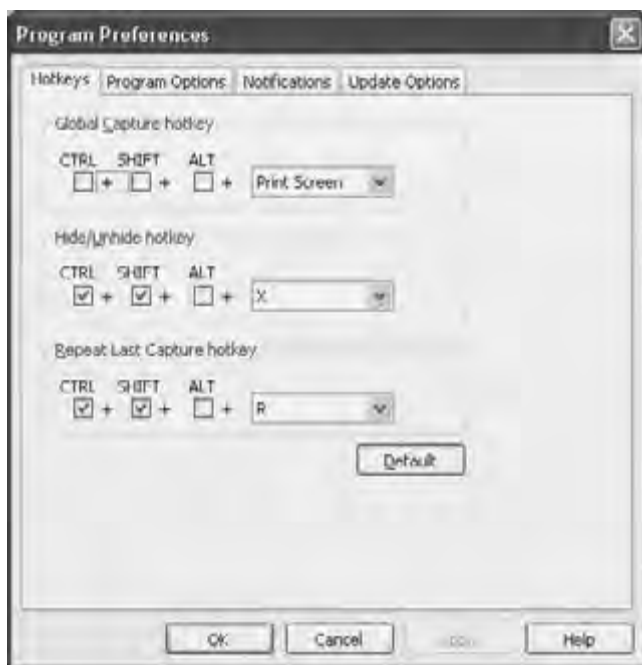 Program Preferences
Hotkeys Program Options Notifications Update Options
Global Capture hotkey
CTRL SHIFT ALT
+ + + Print Screen
Hide/Unhide hotkey
CTRL SHIFT ALT
+ + + X
Repeat Last Capture hotkey
CTRL SHIFT ALT
+ + + R
Default
OK Cancel Help